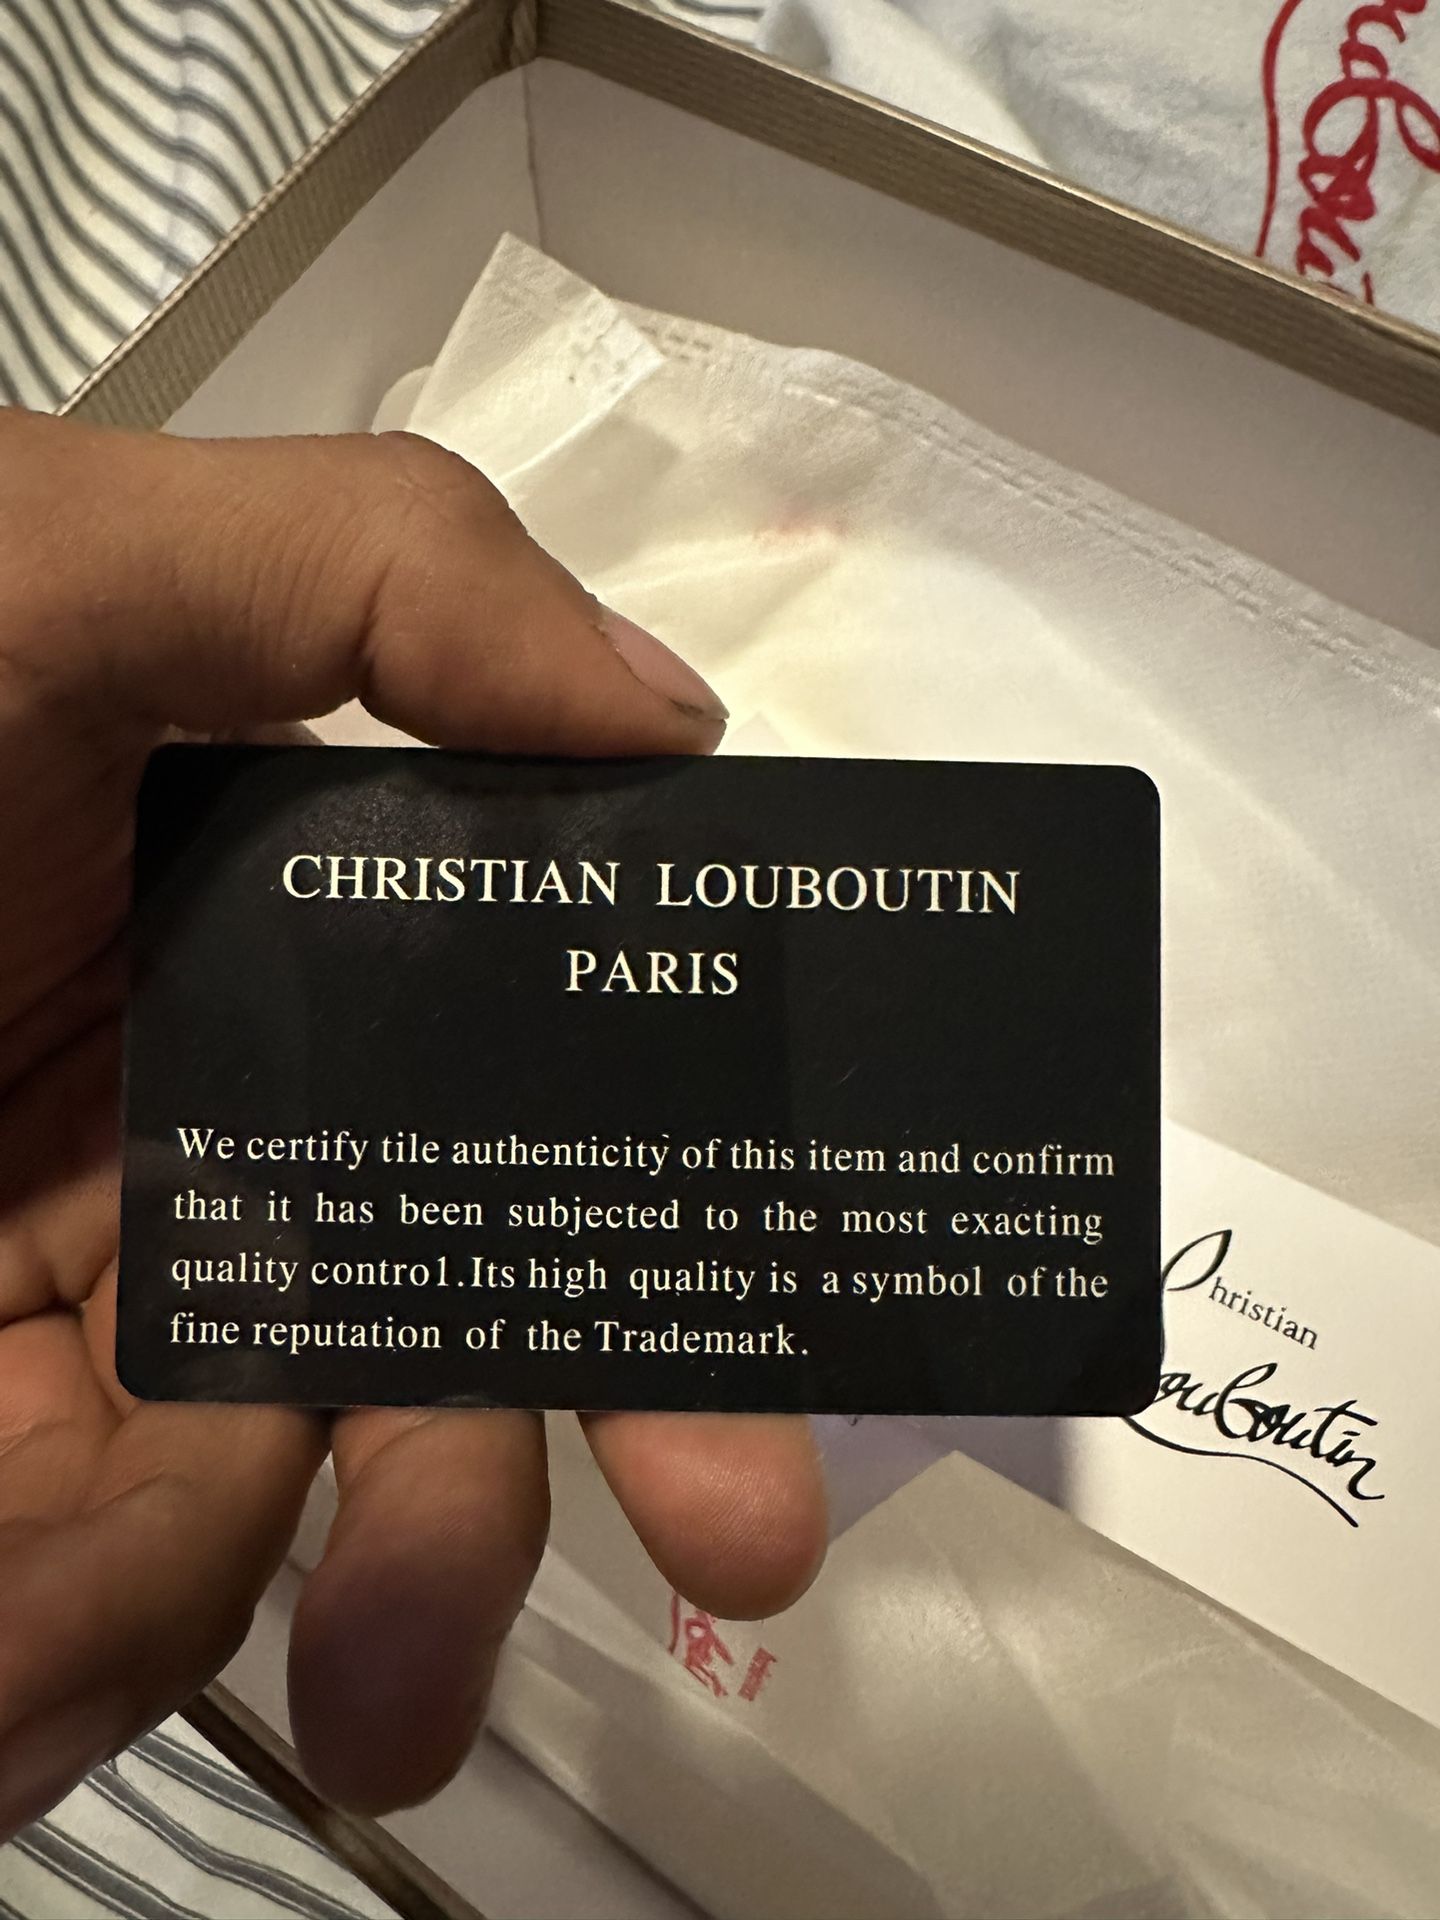 CHRISTIAN LOUBOUTIN
PARIS
We certify tile authenticity of this item and confirm
that it has been subjected to the most exacting
quality contro1.Its high quality is a symbol of the
fine reputation of the Trademark.
Christian
Louboutin